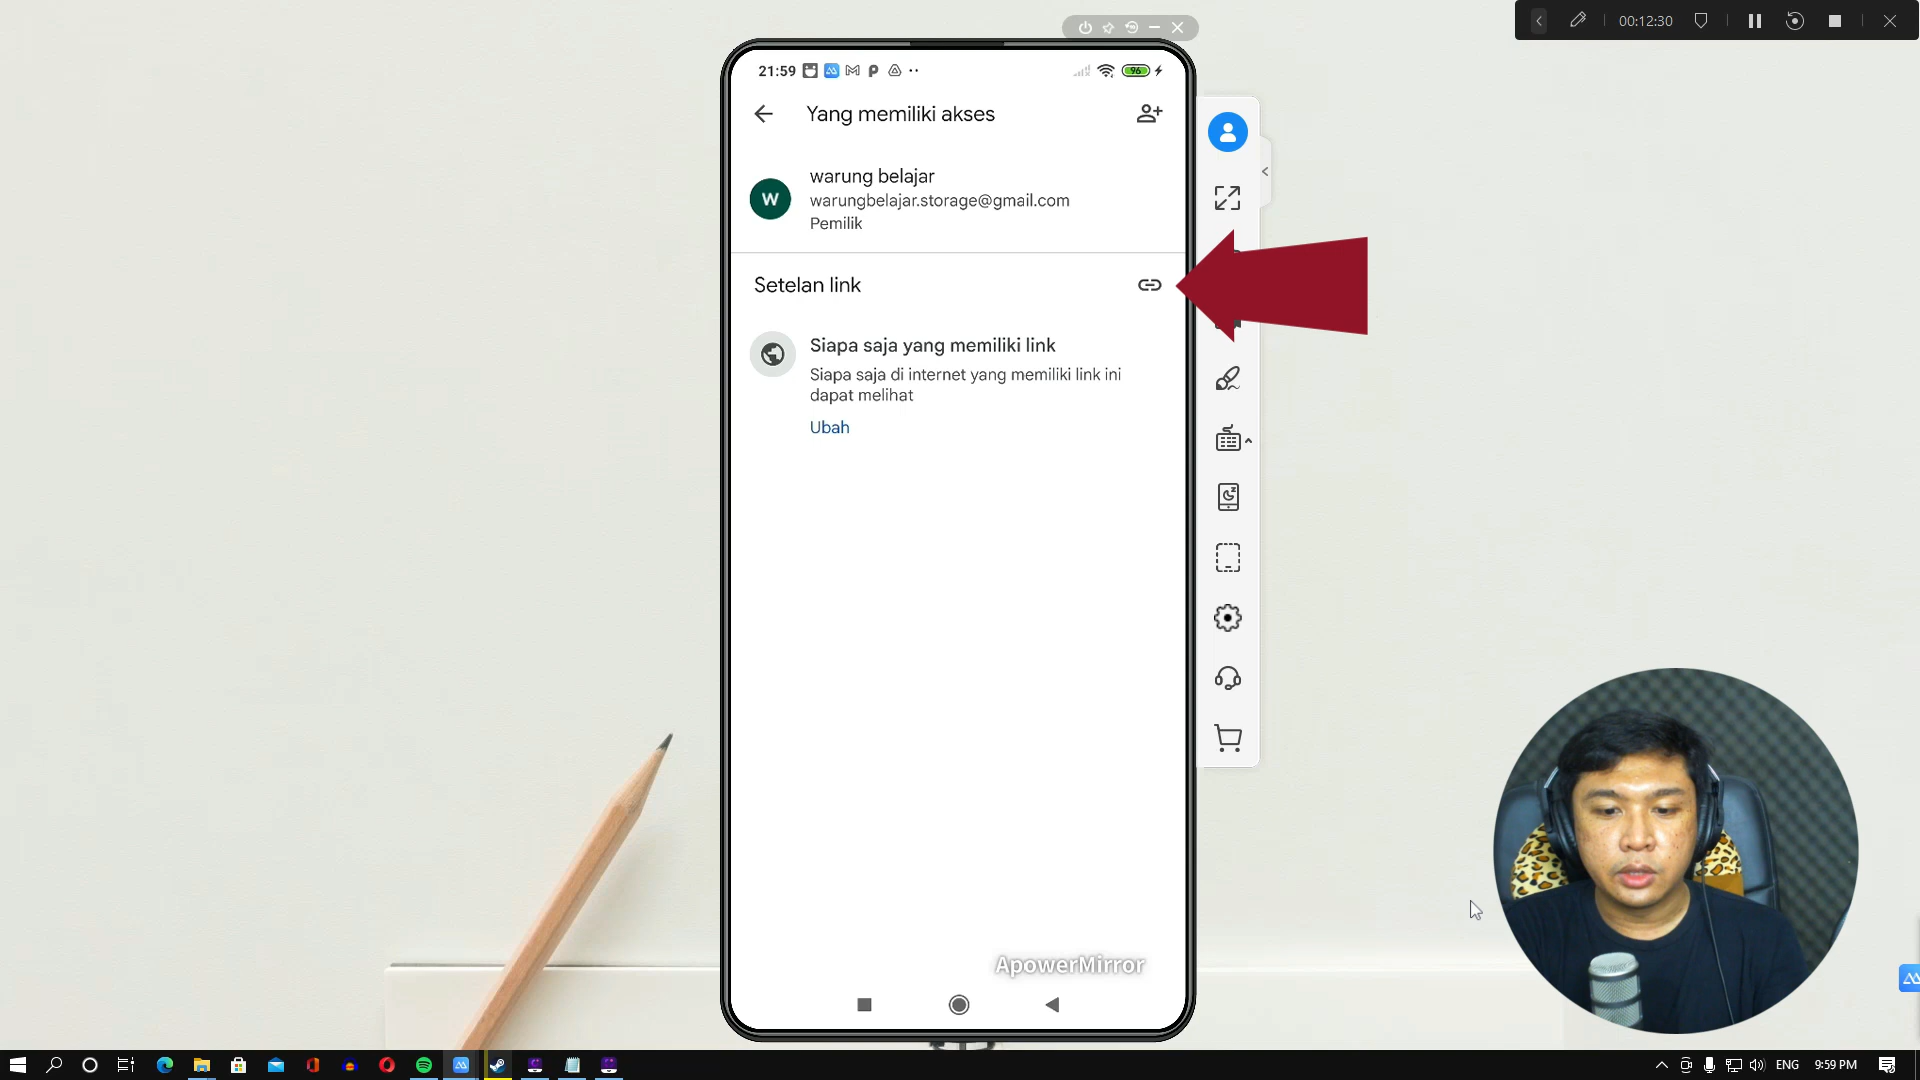 00:12:30
21:59
96
Yang memiliki akses
W
warung belajar
warungbelajar.storage@gmail.com
Pemilik
Setelan link
Siapa saja yang memiliki link
Siapa saja di internet yang memiliki link ini
dapat melihat
Ubah
ApowerMirror
ENG
9:59 PM